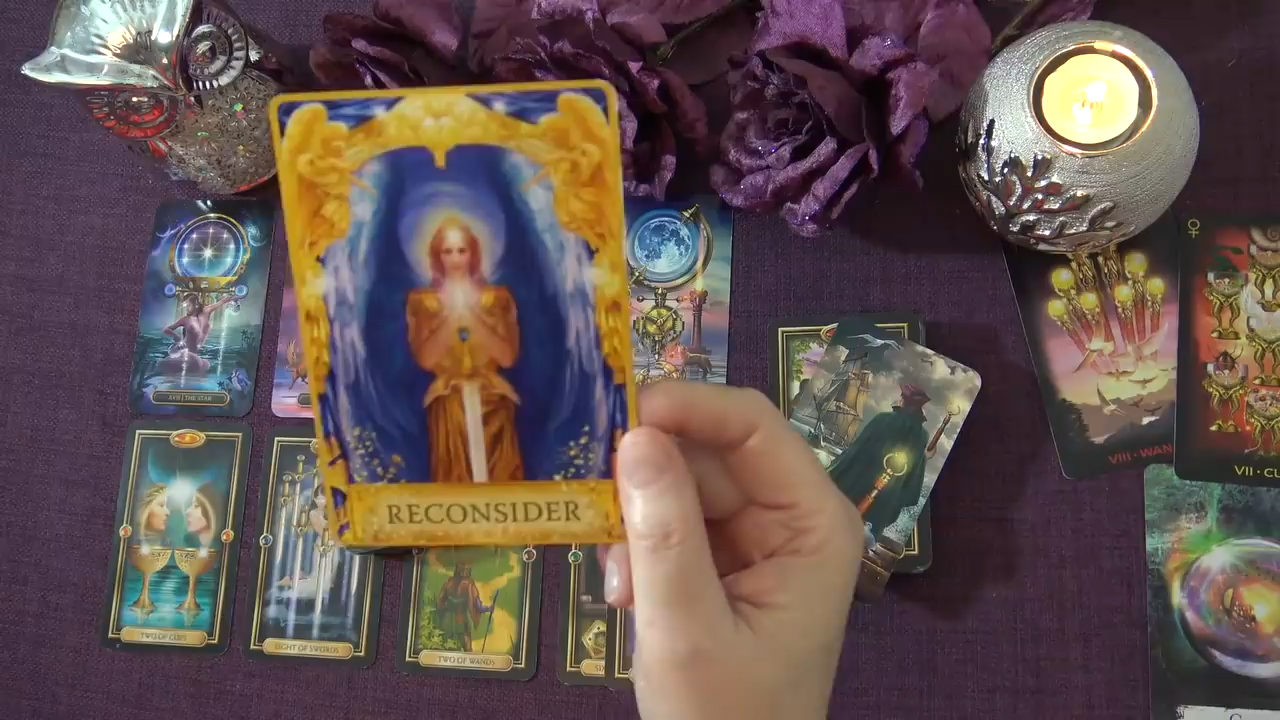 RECONSIDER
XVII | THE STAR
TWO OF CUPS
EIGHT OF SWORDS
TWO OF WANDS
VIII · WAN
VII · CU